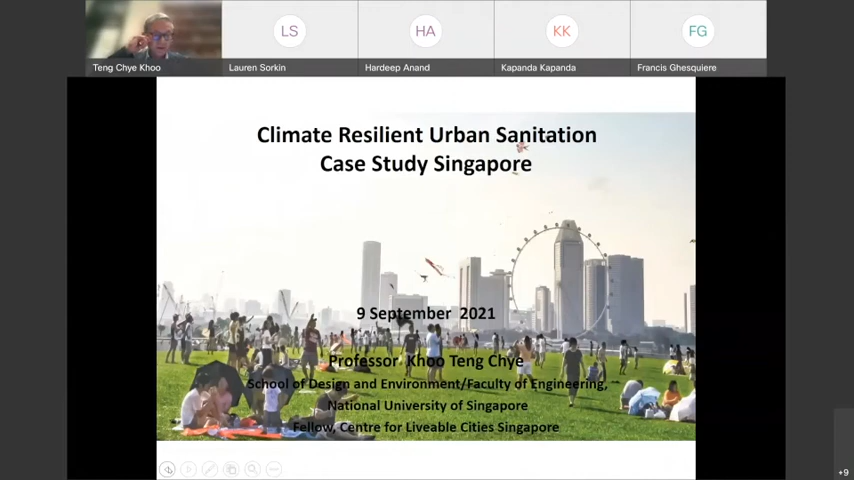 LS
HA
KK
FG
Teng Chye Khoo
Lauren Sorkin
Hardeep Anand
Kapanda Kapanda
Francis Ghesquiere
Climate Resilient Urban Sanitation
Case Study Singapore
9 September 2021
Professor Khoo Teng Chye
School of Design and Environment/Faculty of Engineering,
National University of Singapore
Fellow, Centre for Liveable Cities Singapore
+9